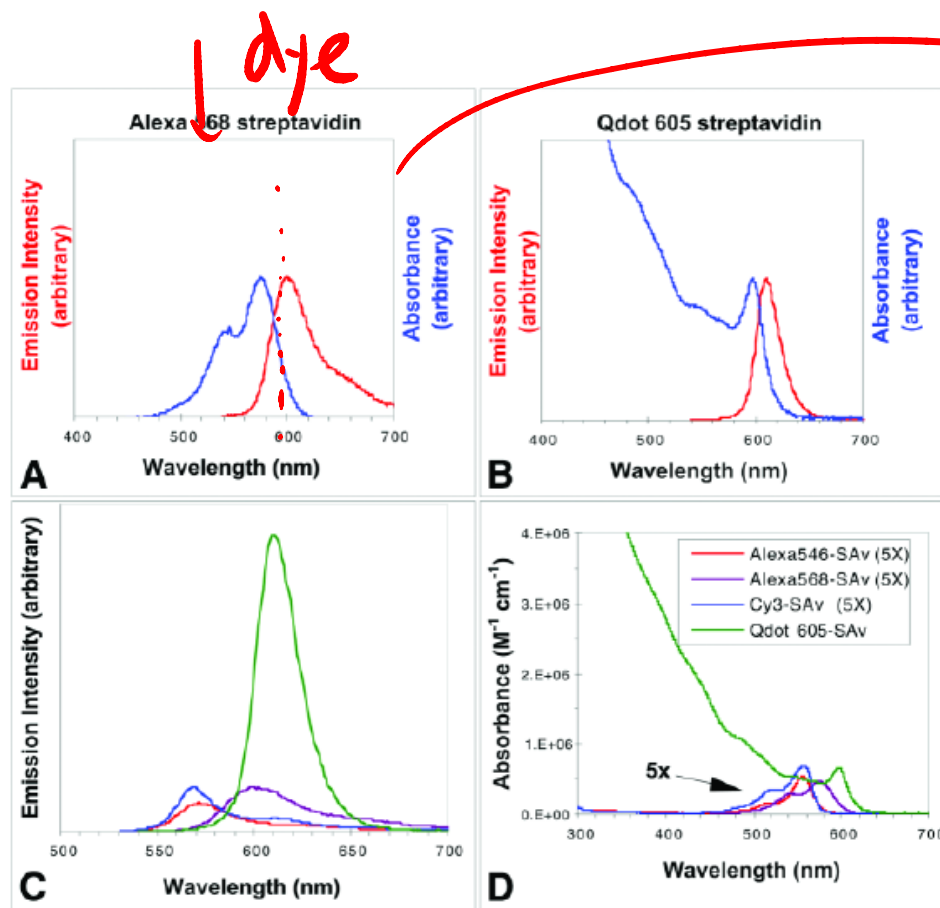 dye
Alexa 568 streptavidin
Emission Intensity
(arbitrary)
Absorbance
(arbitrary)
400 500 600 700
Wavelength (nm)
A
Qdot 605 streptavidin
Emission Intensity
(arbitrary)
Absorbance
(arbitrary)
400 500 600 700
Wavelength (nm)
B
Emission Intensity (arbitrary)
500 550 600 650 700
Wavelength (nm)
C
Absorbance (M⁻¹ cm⁻¹)
4.E+06
3.E+06
2.E+06
1.E+06
0.E+00
Alexa546-SAv (5X)
Alexa568-SAv (5X)
Cy3-SAv (5X)
Qdot 605-SAv
5x
300 400 500 600 700
Wavelength (nm)
D